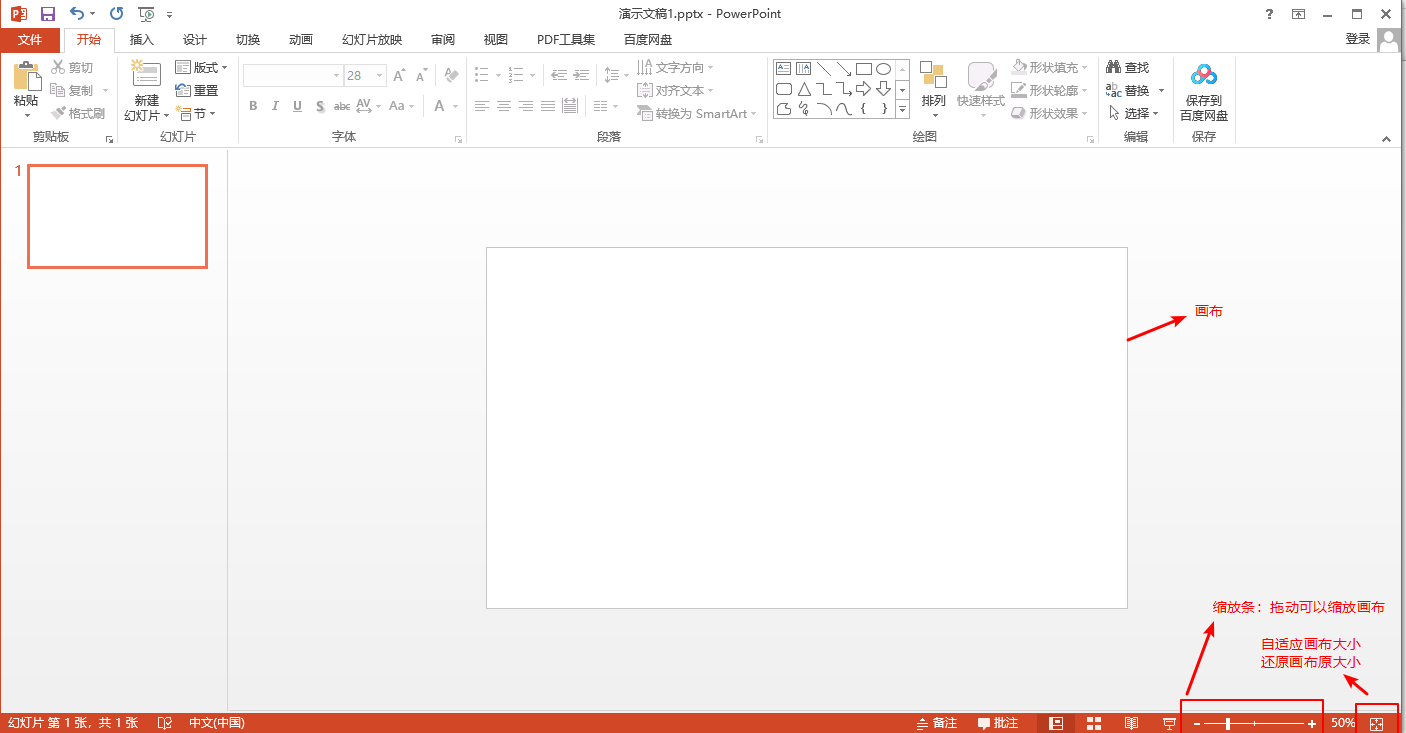 演示文稿1.pptx - PowerPoint
?
文件 开始 插入 设计 切换 动画 幻灯片放映 审阅 视图 PDF工具集 百度网盘 登录
粘贴 剪切
复制
格式刷
剪贴板
新建
幻灯片
版式
重置
节
幻灯片
28 A A
B I U S abc AV Aa A
字体
文字方向
对齐文本
转换为 SmartArt
段落
排列 快速样式
形状填充
形状轮廓
形状效果
绘图
查找
替换
选择
编辑
保存到
百度网盘
保存
1
画布
缩放条：拖动可以缩放画布
自适应画布大小
还原画布原大小
幻灯片 第 1 张，共 1 张 中文(中国) 备注 批注 50%